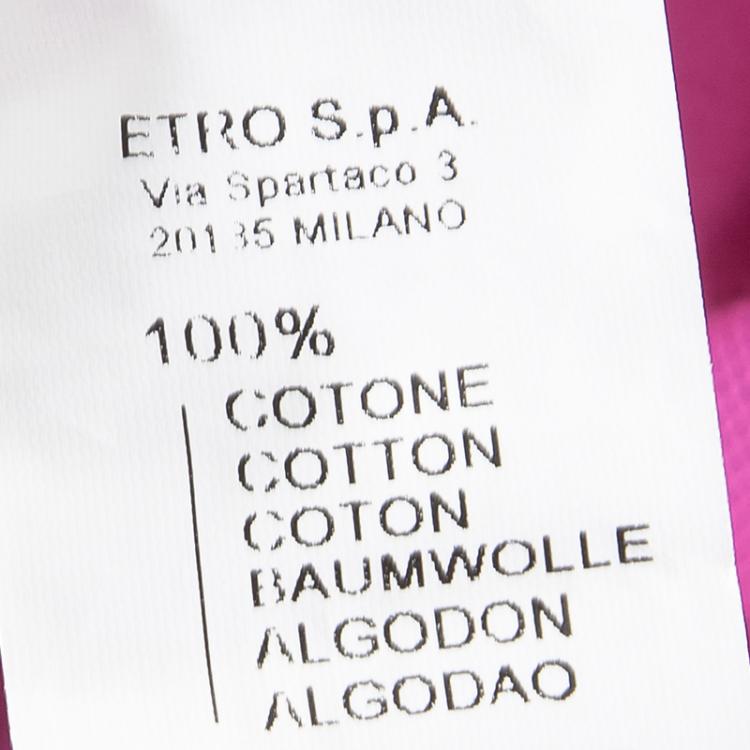 ETRO S.p.A.
Via Spartaco 3
20135 MILANO
100%
COTONE
COTTON
COTON
BAUMWOLLE
ALGODON
ALGODAO